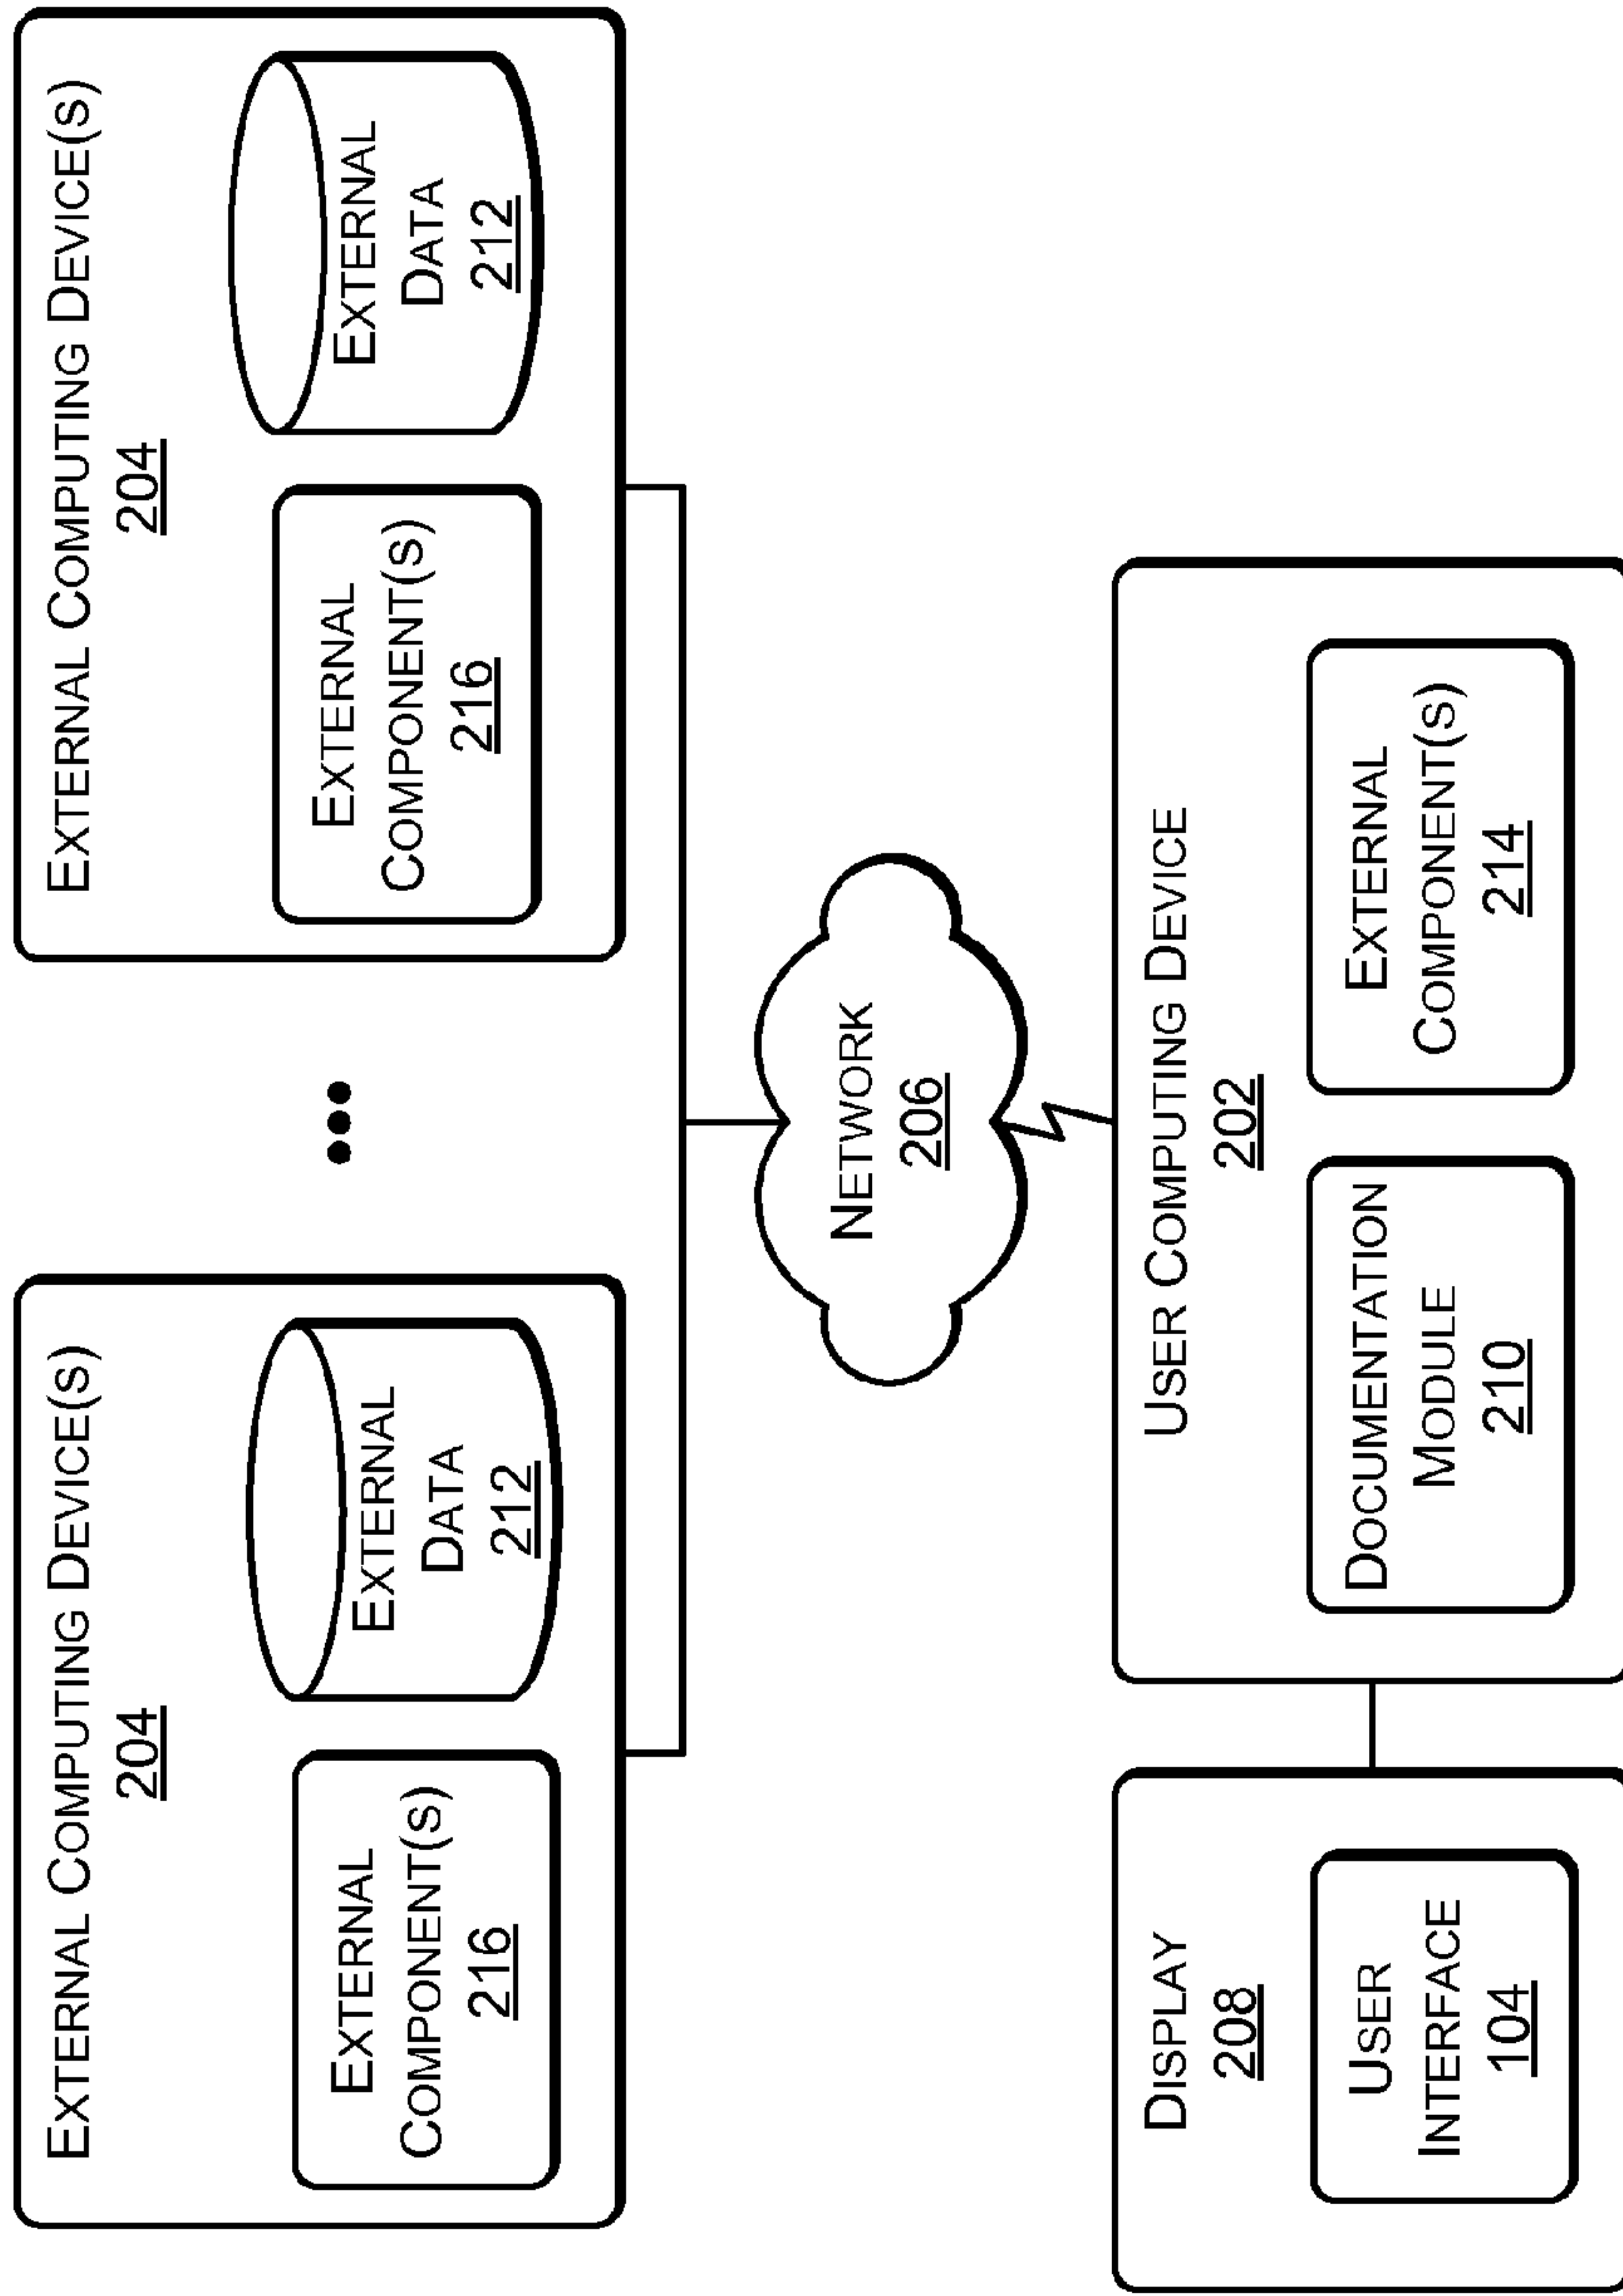 EXTERNAL COMPUTING DEVICE(S)
204
EXTERNAL
COMPONENT(S)
216
EXTERNAL
DATA
212
EXTERNAL COMPUTING DEVICE(S)
204
EXTERNAL
COMPONENT(S)
216
EXTERNAL
DATA
212
NETWORK
206
DISPLAY
208
USER
INTERFACE
104
USER COMPUTING DEVICE
202
DOCUMENTATION
MODULE
210
EXTERNAL
COMPONENT(S)
214